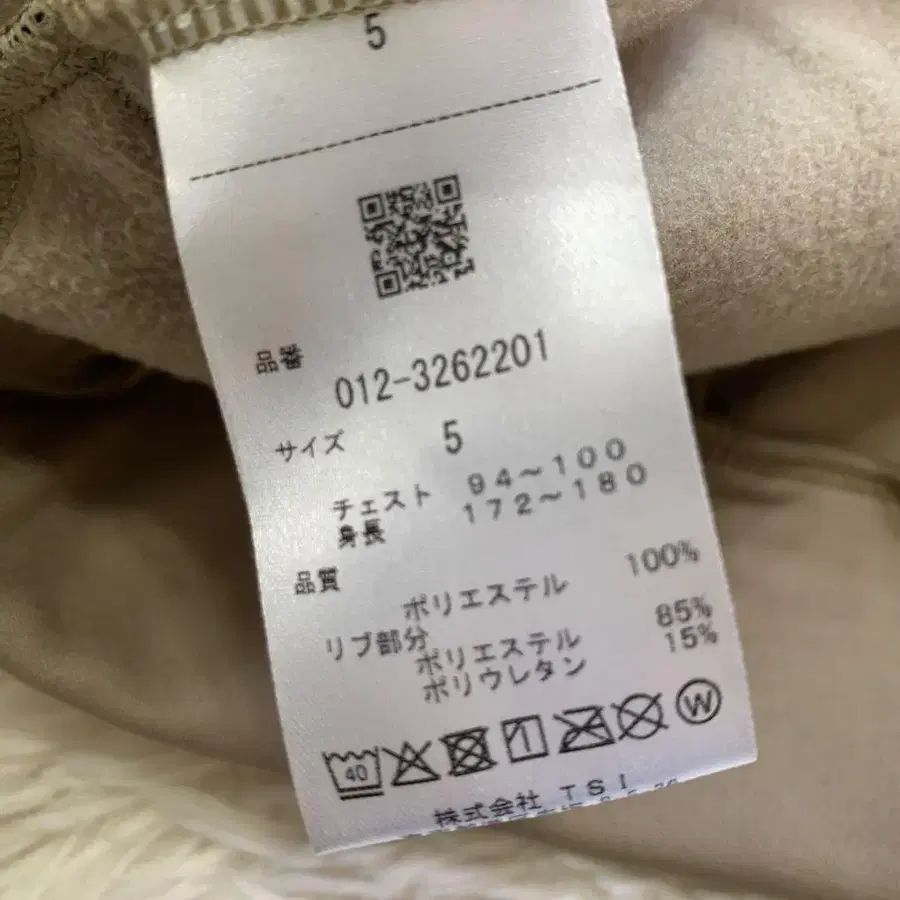 5
品番
012-3262201
サイズ 5
チェスト 94～100
身長 172～180
品質
ポリエステル 100%
リブ部分
ポリエステル 85%
ポリウレタン 15%
40
W
株式会社 TSI